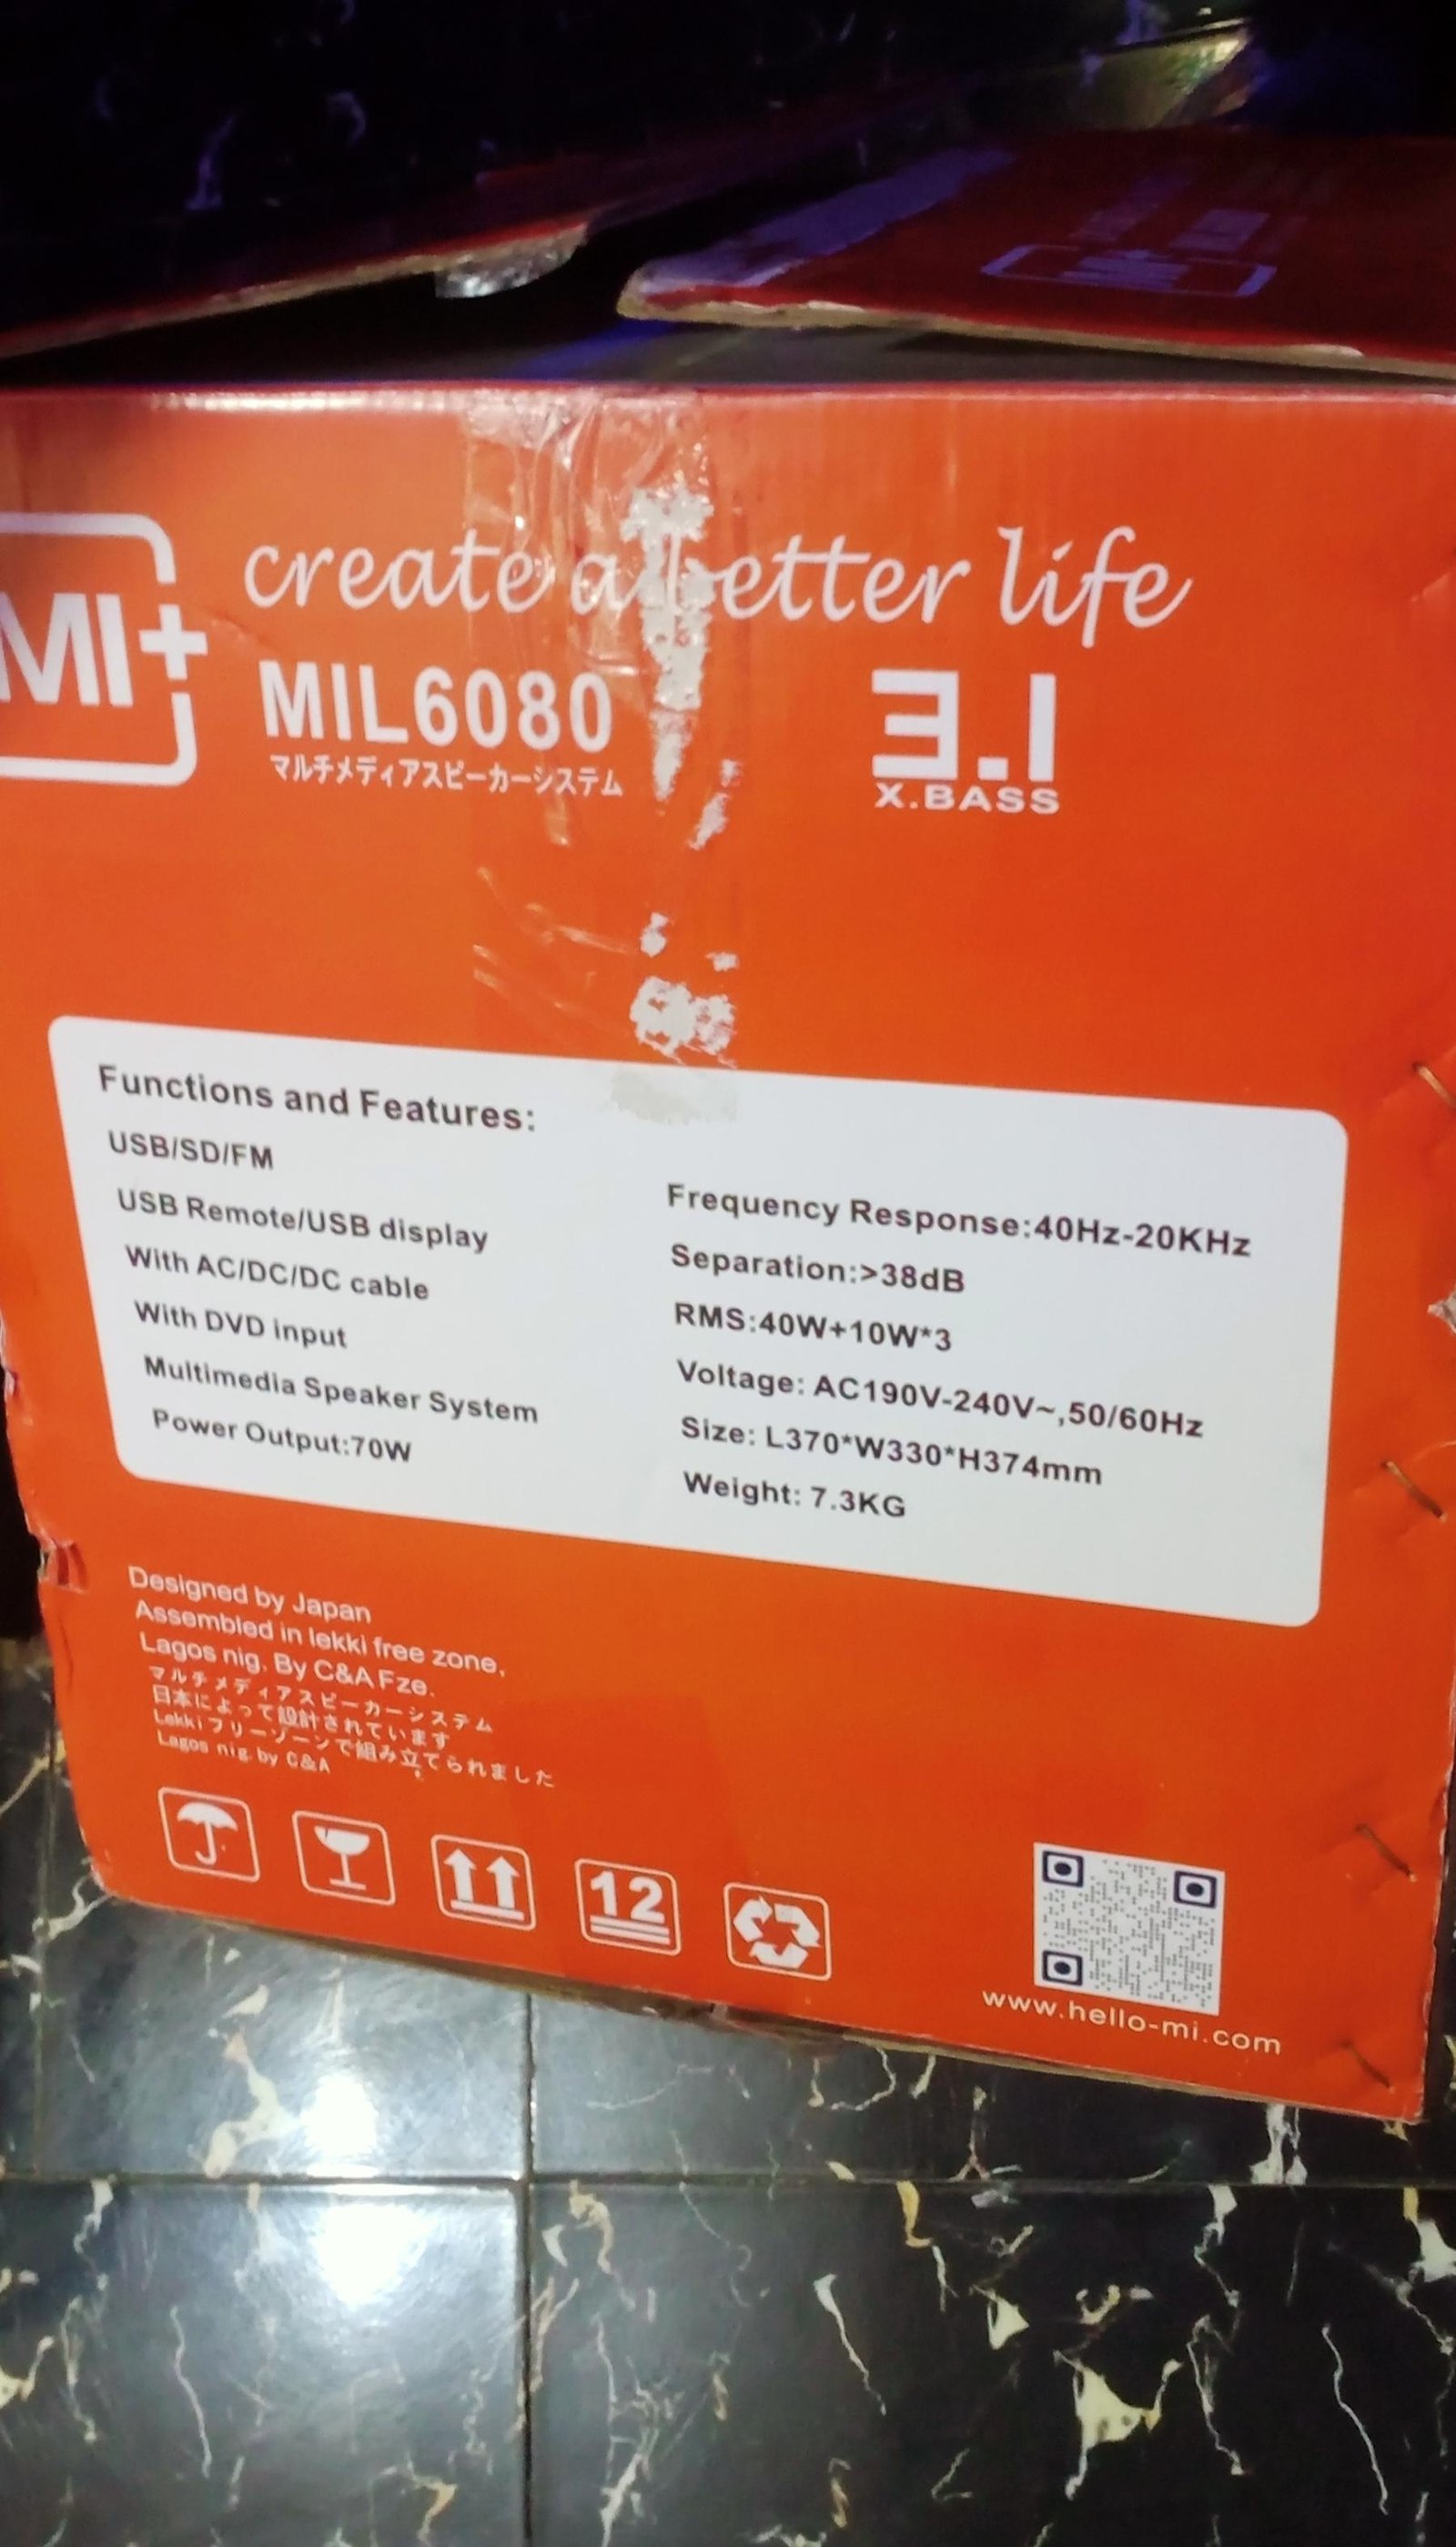 MI+
create a better life
MIL6080
マルチメディアスピーカーシステム
3.1
X.BASS
Functions and Features:
USB/SD/FM
USB Remote/USB display
With AC/DC/DC cable
With DVD input
Multimedia Speaker System
Power Output:70W
Frequency Response:40Hz-20KHz
Separation:>38dB
RMS:40W+10W*3
Voltage: AC190V-240V~,50/60Hz
Size: L370*W330*H374mm
Weight: 7.3KG
Designed by Japan
Assembled in lekki free zone,
Lagos nig. By C&A Fze.
マルチメディアスピーカーシステム
日本によって設計されています
Lekkiフリーゾーンで組み立てられました
Lagos nig. by C&A
12
www.hello-mi.com